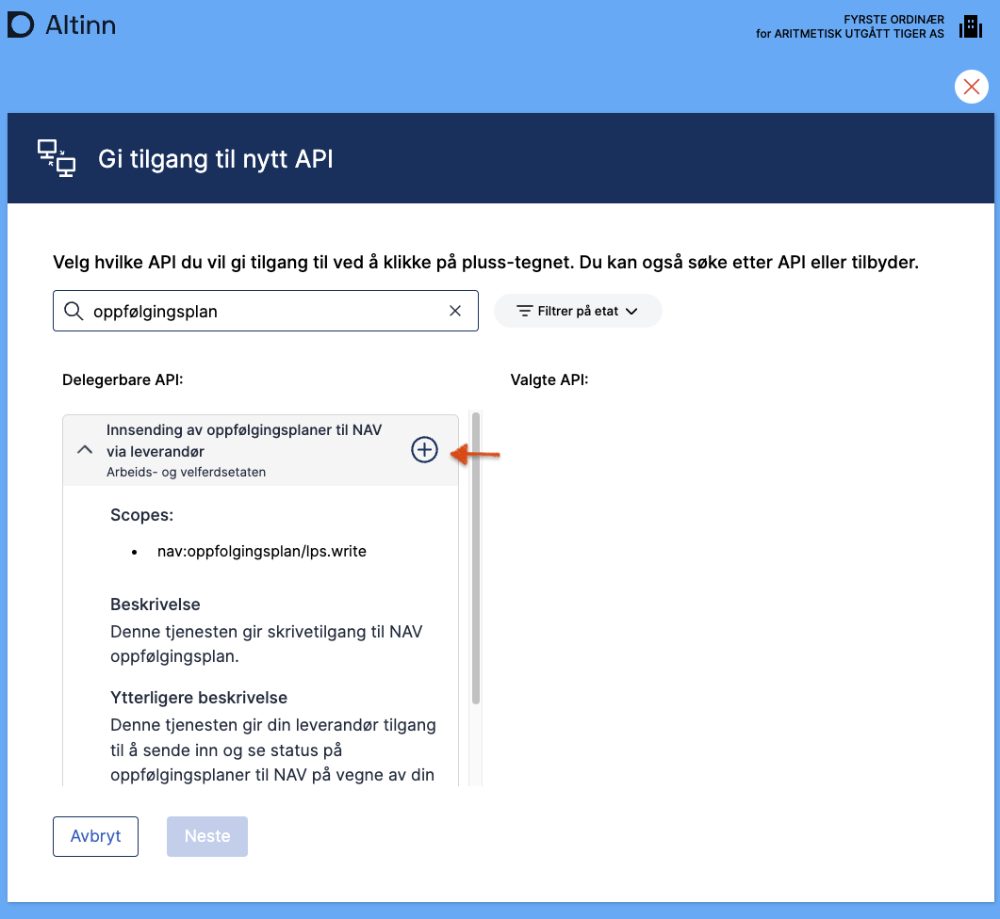 Altinn
FYRSTE ORDINÆR
for ARITMETISK UTGÅTT TIGER AS
Gi tilgang til nytt API
Velg hvilke API du vil gi tilgang til ved å klikke på pluss-tegnet. Du kan også søke etter API eller tilbyder.
oppfølgingsplan
Filtrer på etat
Delegerbare API:
Valgte API:
Innsending av oppfølgingsplaner til NAV
via leverandør
Arbeids- og velferdsetaten
Scopes:
• nav:oppfolgingsplan/lps.write
Beskrivelse
Denne tjenesten gir skrivetilgang til NAV
oppfølgingsplan.
Ytterligere beskrivelse
Denne tjenesten gir din leverandør tilgang
til å sende inn og se status på
oppfølgingsplaner til NAV på vegne av din
Avbryt
Neste